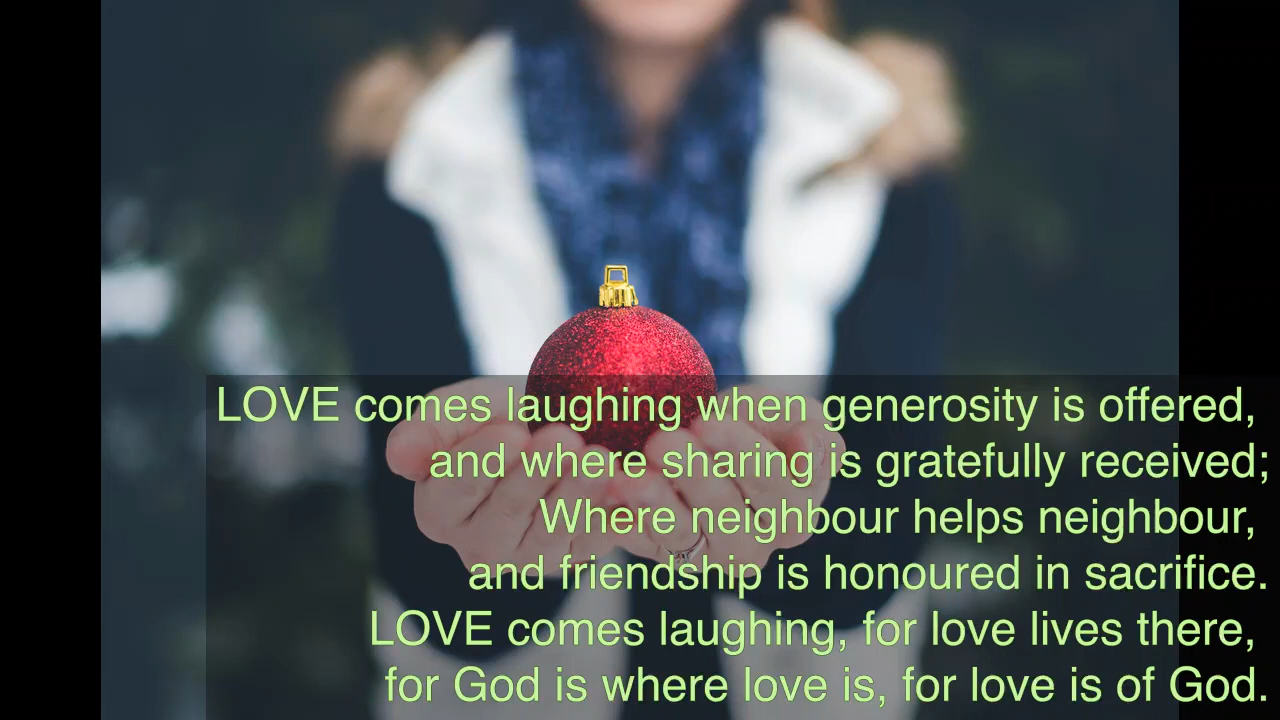 LOVE comes laughing when generosity is offered,
and where sharing is gratefully received;
Where neighbour helps neighbour,
and friendship is honoured in sacrifice.
LOVE comes laughing, for love lives there,
for God is where love is, for love is of God.